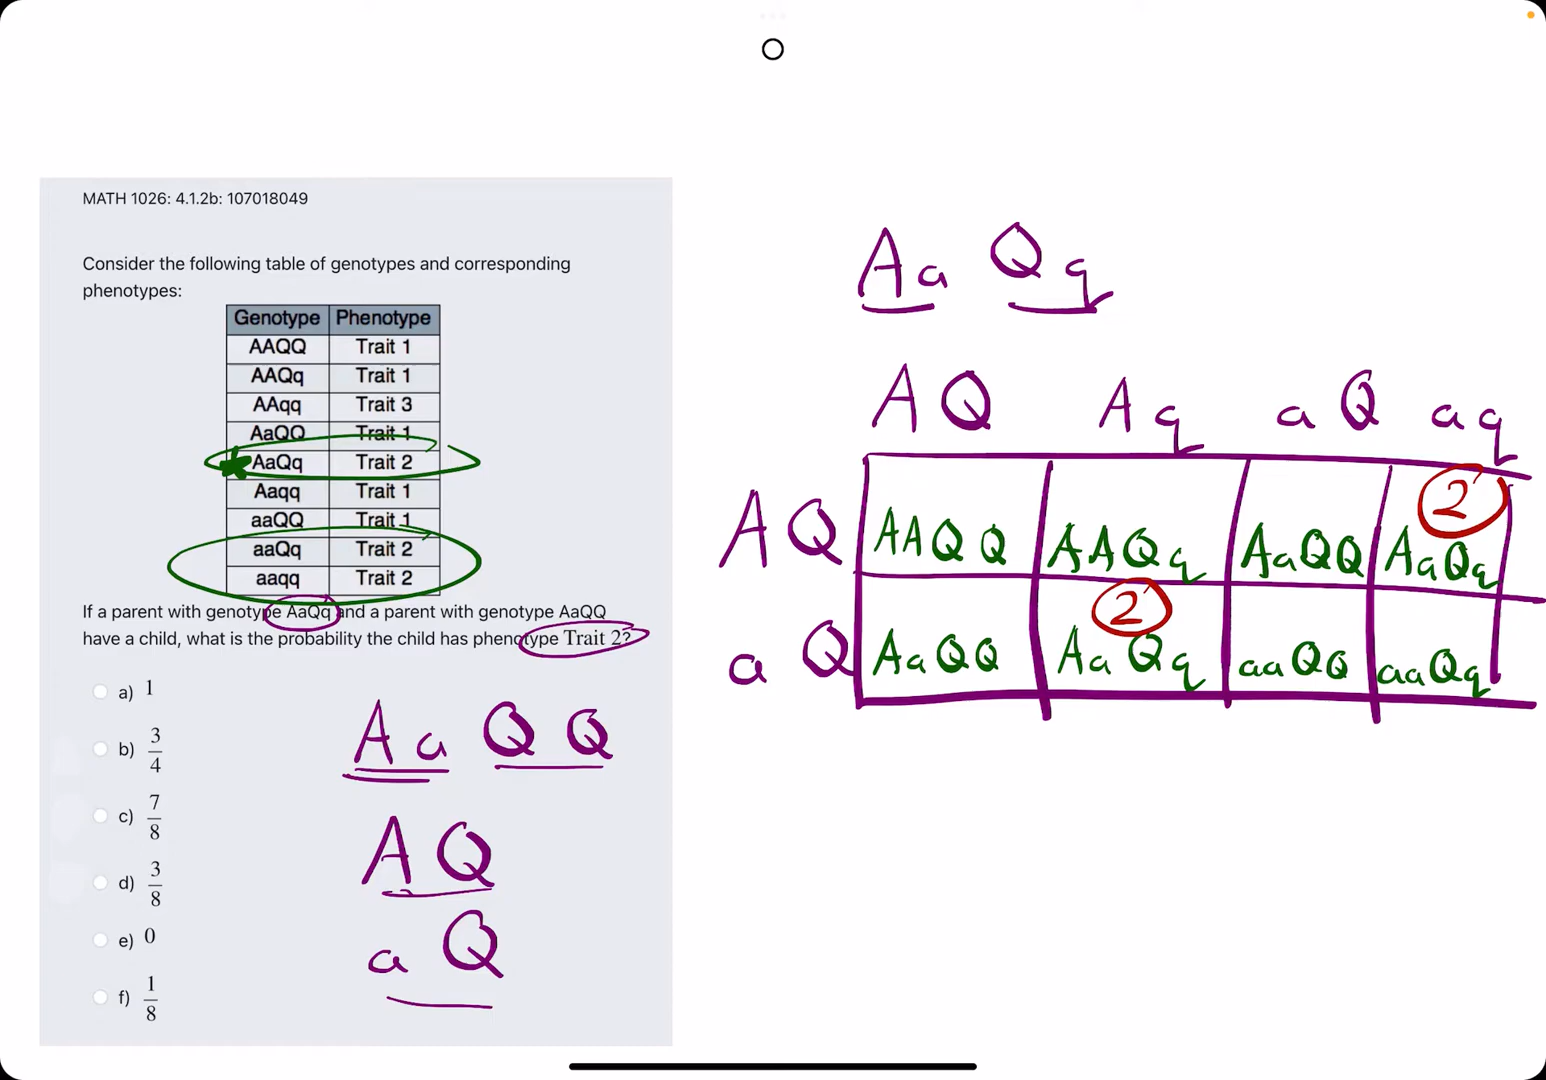 MATH 1026: 4.1.2b: 107018049
Consider the following table of genotypes and corresponding
phenotypes:
Genotype Phenotype
AAQQ Trait 1
AAQq Trait 1
AAqq Trait 3
AaQQ Trait 1
AaQq Trait 2
Aaqq Trait 1
aaQQ Trait 1
aaQq Trait 2
aaqq Trait 2
If a parent with genotype AaQq and a parent with genotype AaQQ
have a child, what is the probability the child has phenotype Trait 2?
a) 1
b) 3/4
c) 7/8
d) 3/8
e) 0
f) 1/8
Aa QQ
AQ
aQ
Aa Qq
AQ Aq aQ aq
2
AQ AAQQ AAQq AaQQ AaQq
2
aQ AaQQ AaQq aaQQ aaQq